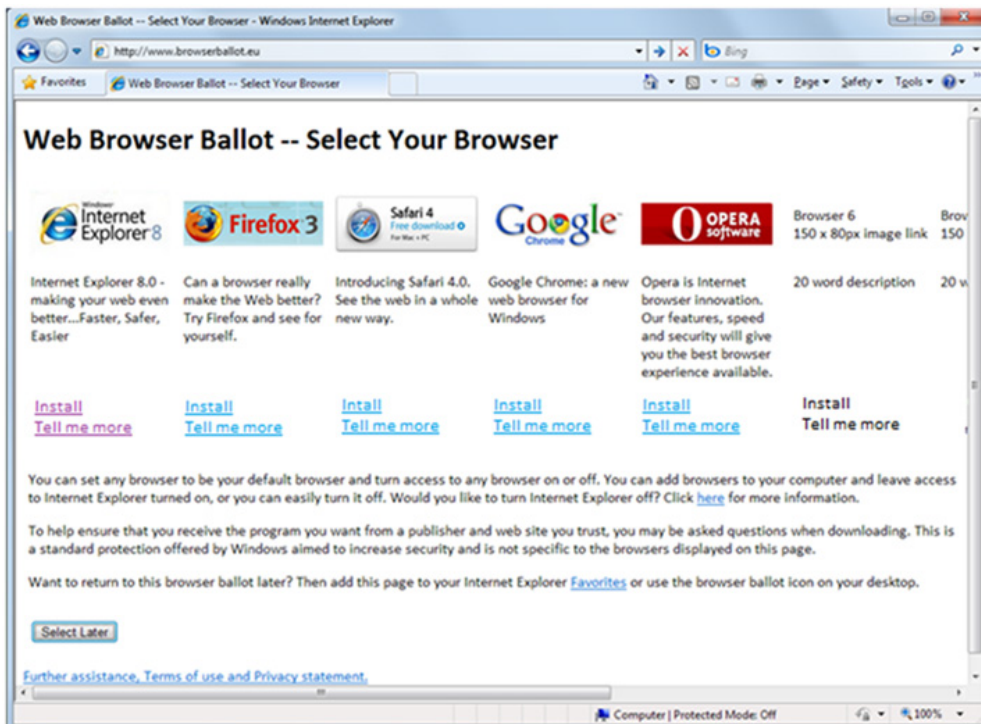 Web Browser Ballot -- Select Your Browser - Windows Internet Explorer
http://www.browserballot.eu
Bing
Favorites
Web Browser Ballot -- Select Your Browser
Page
Safety
Tools
Web Browser Ballot -- Select Your Browser
Windows
Internet
Explorer 8
Firefox 3
Safari 4
Free download
For Mac + PC
Google™
Chrome
OPERA
software
Browser 6
150 x 80px image link
Brow
150
Internet Explorer 8.0 -
making your web even
better...Faster, Safer,
Easier
Can a browser really
make the Web better?
Try Firefox and see for
yourself.
Introducing Safari 4.0.
See the web in a whole
new way.
Google Chrome: a new
web browser for
Windows
Opera is Internet
browser innovation.
Our features, speed
and security will give
you the best browser
experience available.
20 word description
20 w
Install
Tell me more
Install
Tell me more
Intall
Tell me more
Install
Tell me more
Install
Tell me more
Install
Tell me more
You can set any browser to be your default browser and turn access to any browser on or off. You can add browsers to your computer and leave access
to Internet Explorer turned on, or you can easily turn it off. Would you like to turn Internet Explorer off? Click here for more information.
To help ensure that you receive the program you want from a publisher and web site you trust, you may be asked questions when downloading. This is
a standard protection offered by Windows aimed to increase security and is not specific to the browsers displayed on this page.
Want to return to this browser ballot later? Then add this page to your Internet Explorer Favorites or use the browser ballot icon on your desktop.
Select Later
Further assistance, Terms of use and Privacy statement.
Computer | Protected Mode: Off
100%